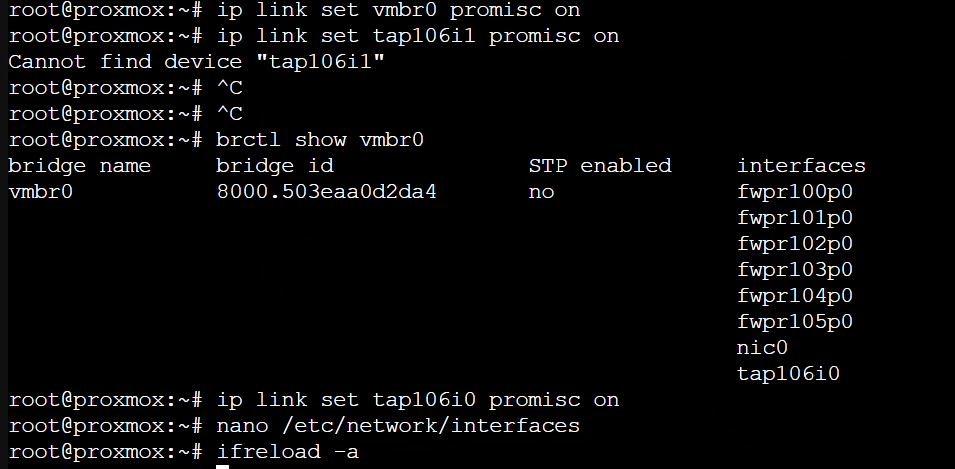 root@proxmox:~# ip link set vmbr0 promisc on
root@proxmox:~# ip link set tap106i1 promisc on
Cannot find device "tap106i1"
root@proxmox:~# ^C
root@proxmox:~# ^C
root@proxmox:~# brctl show vmbr0
bridge name     bridge id               STP enabled     interfaces
vmbr0           8000.503eaa0d2da4       no              fwpr100p0
                                                        fwpr101p0
                                                        fwpr102p0
                                                        fwpr103p0
                                                        fwpr104p0
                                                        fwpr105p0
                                                        nic0
                                                        tap106i0
root@proxmox:~# ip link set tap106i0 promisc on
root@proxmox:~# nano /etc/network/interfaces
root@proxmox:~# ifreload -a